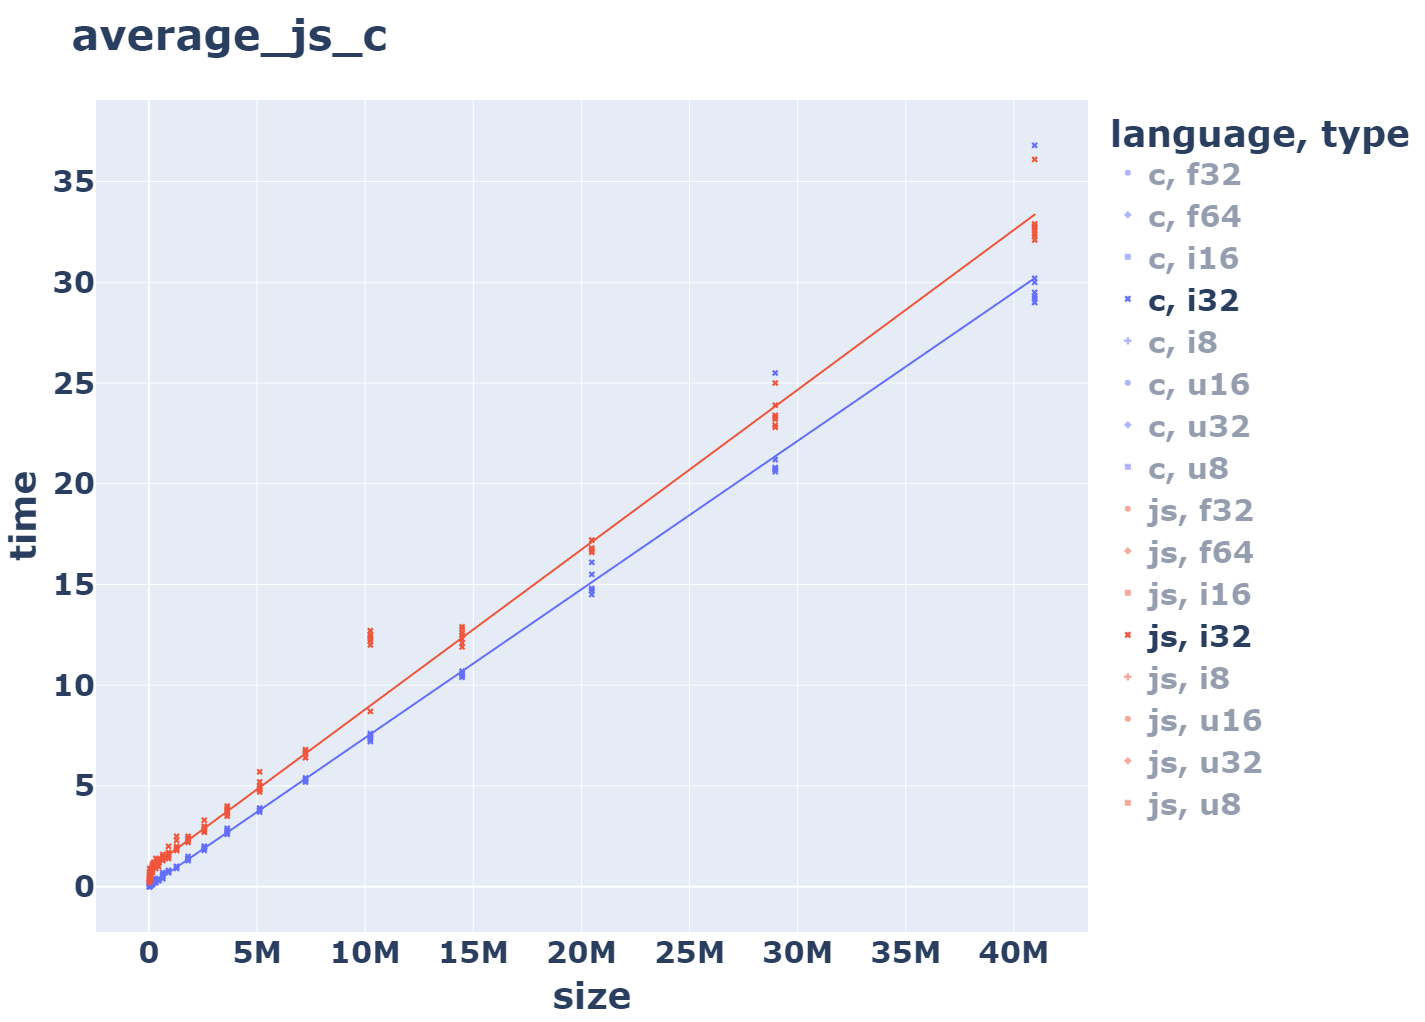 average_js_c
language, type
c, f32
c, f64
c, i16
c, i32
c, i8
c, u16
c, u32
c, u8
js, f32
js, f64
js, i16
js, i32
js, i8
js, u16
js, u32
js, u8
time
35
30
25
20
15
10
5
0
0 5M 10M 15M 20M 25M 30M 35M 40M
size